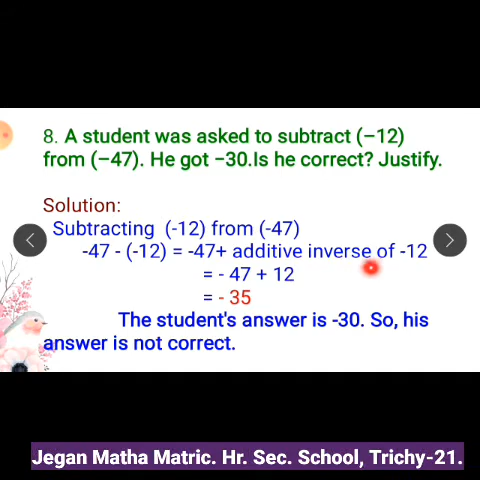 8. A student was asked to subtract (−12)
from (−47). He got −30.Is he correct? Justify.
Solution:
Subtracting (-12) from (-47)
-47 - (-12) = -47+ additive inverse of -12
= - 47 + 12
= - 35
The student's answer is -30. So, his
answer is not correct.
Jegan Matha Matric. Hr. Sec. School, Trichy-21.